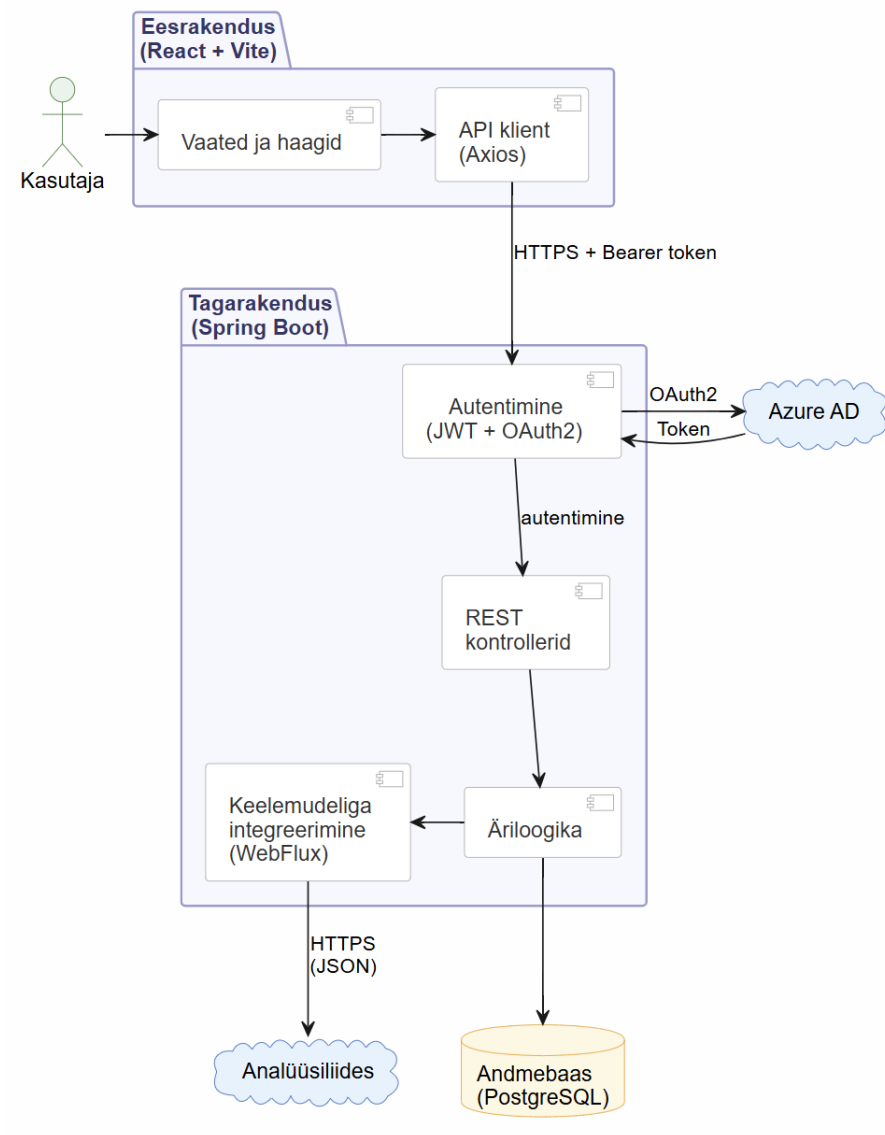 Eesrakendus
(React + Vite)
Vaated ja haagid
API klient
(Axios)
Kasutaja
HTTPS + Bearer token
Tagarakendus
(Spring Boot)
Autentimine
(JWT + OAuth2)
OAuth2
Token
Azure AD
autentimine
REST
kontrollerid
Keelemudeliga
integreerimine
(WebFlux)
Äriloogika
HTTPS
(JSON)
Analüüsiliides
Andmebaas
(PostgreSQL)